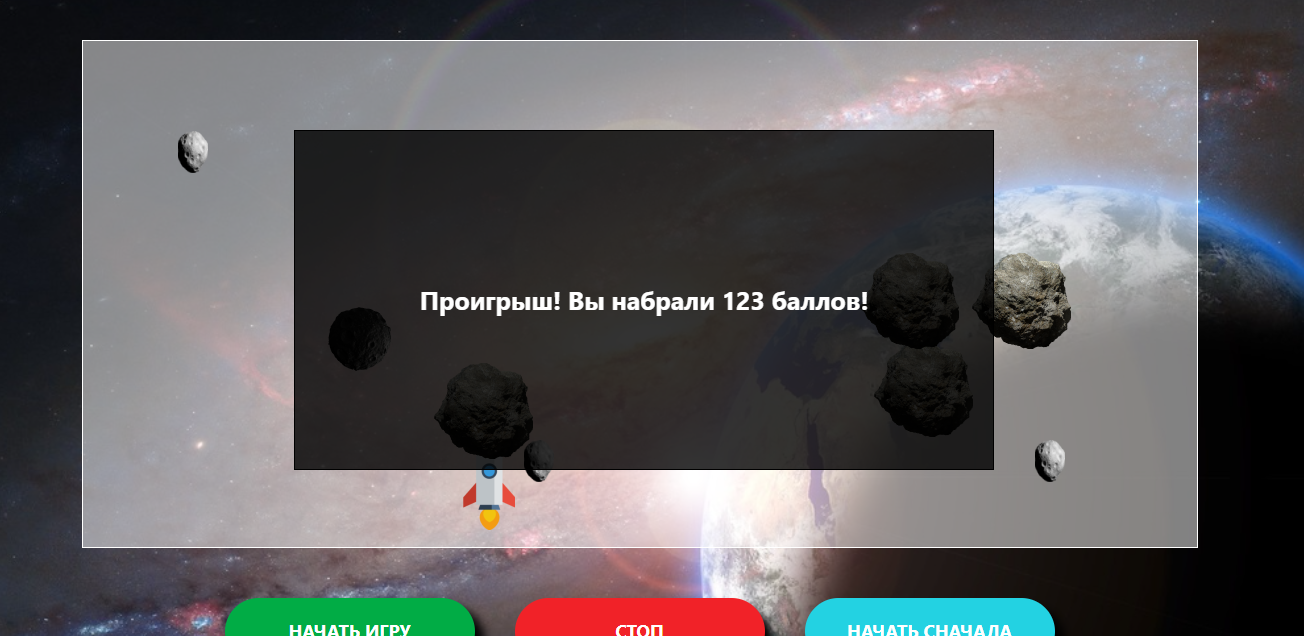 Проигрыш! Вы набрали 123 баллов!
НАЧАТЬ ИГРУ
СТОП
НАЧАТЬ СНАЧАЛА